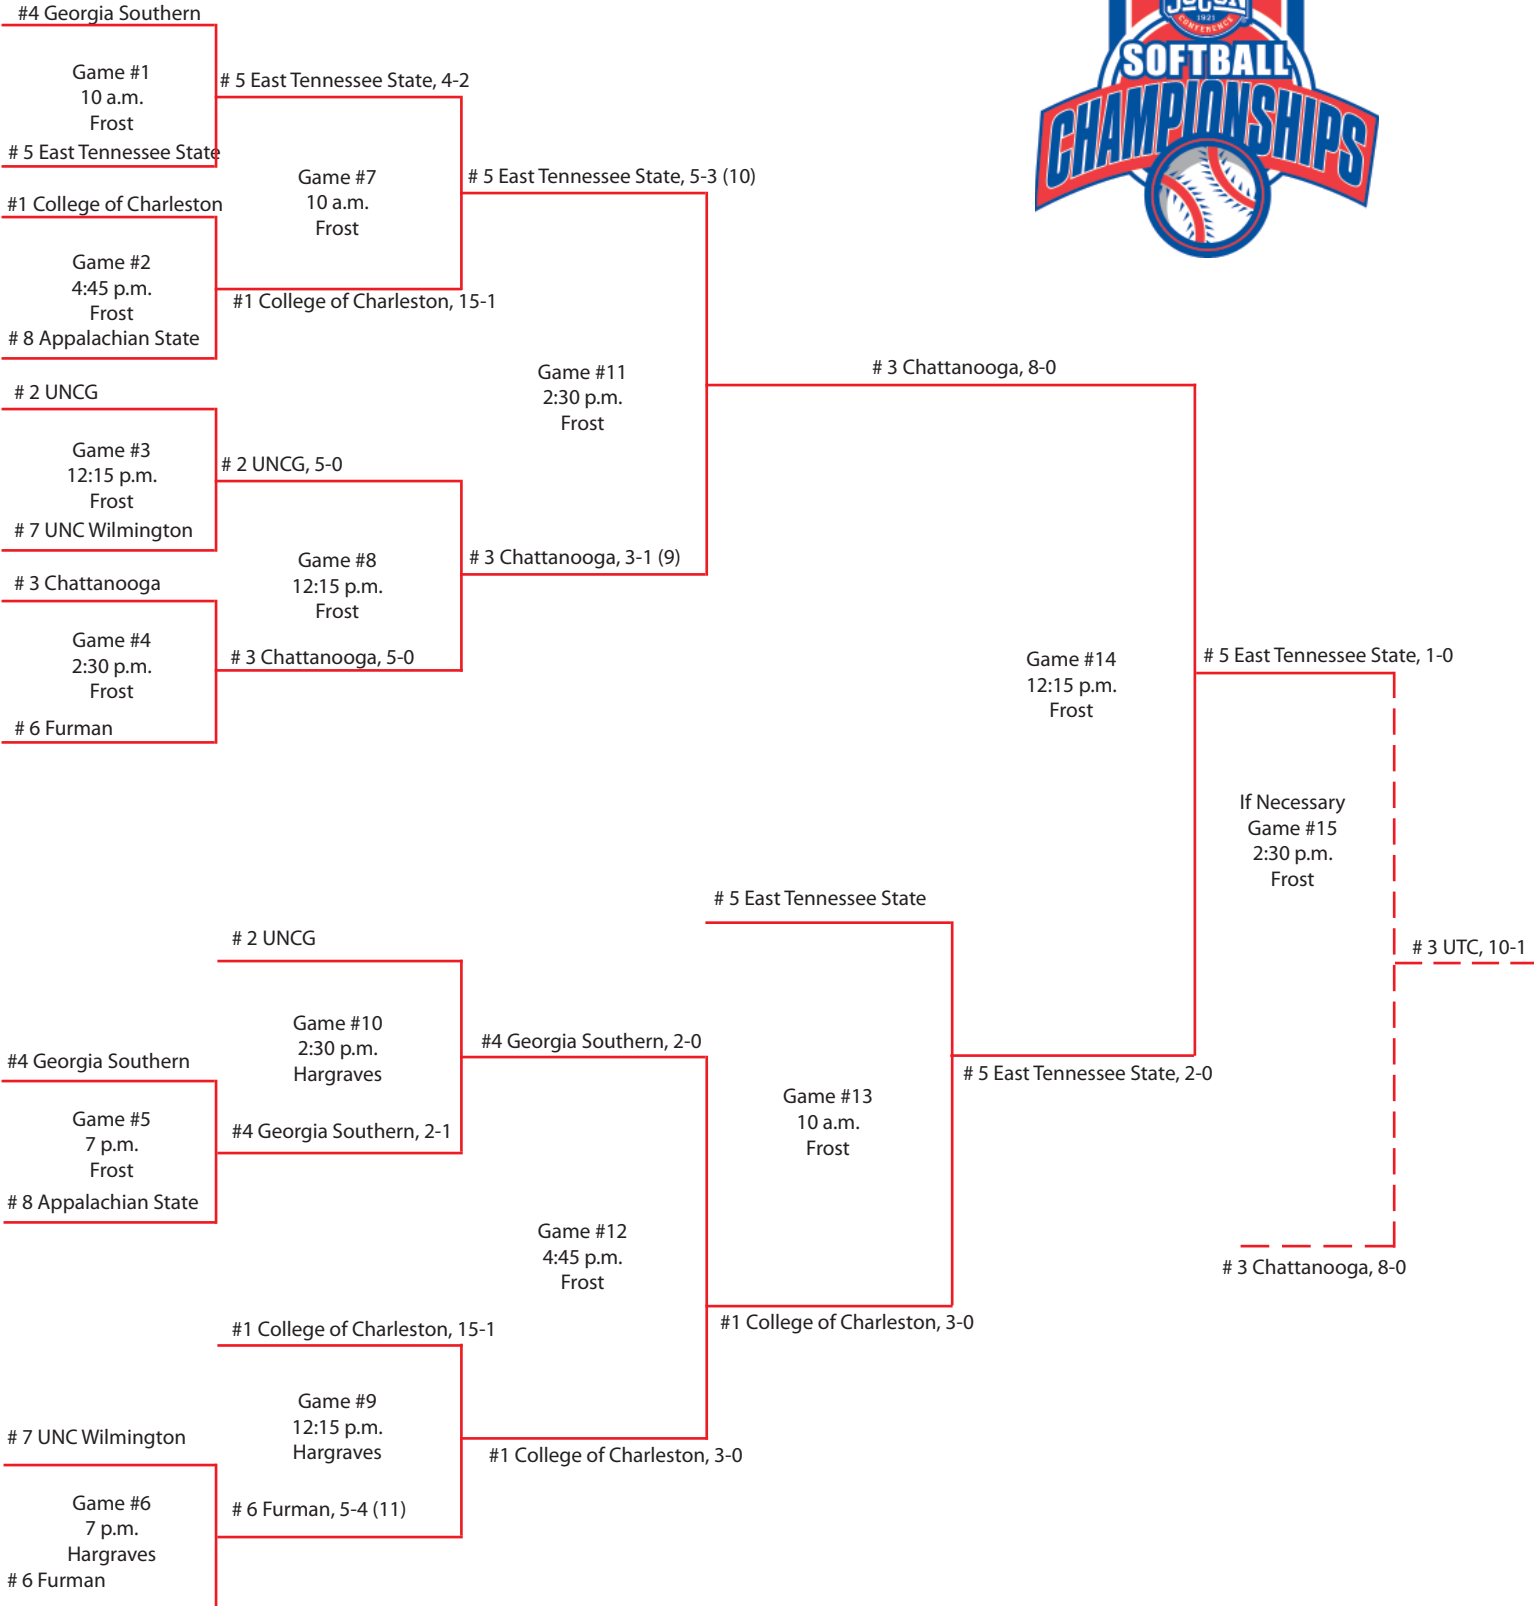 SoCon
1921
CONFERENCE
SOFTBALL
CHAMPIONSHIPS
#4 Georgia Southern
Game #1
10 a.m.
Frost
# 5 East Tennessee State
# 5 East Tennessee State, 4-2
#1 College of Charleston
Game #2
4:45 p.m.
Frost
# 8 Appalachian State
#1 College of Charleston, 15-1
Game #7
10 a.m.
Frost
# 5 East Tennessee State, 5-3 (10)
# 2 UNCG
Game #3
12:15 p.m.
Frost
# 7 UNC Wilmington
# 2 UNCG, 5-0
# 3 Chattanooga
Game #4
2:30 p.m.
Frost
# 6 Furman
# 3 Chattanooga, 5-0
Game #8
12:15 p.m.
Frost
# 3 Chattanooga, 3-1 (9)
Game #11
2:30 p.m.
Frost
# 3 Chattanooga, 8-0
Game #14
12:15 p.m.
Frost
# 5 East Tennessee State, 1-0
If Necessary
Game #15
2:30 p.m.
Frost
# 3 UTC, 10-1
# 3 Chattanooga, 8-0
# 5 East Tennessee State
Game #13
10 a.m.
Frost
# 5 East Tennessee State, 2-0
# 2 UNCG
Game #10
2:30 p.m.
Hargraves
#4 Georgia Southern, 2-0
#4 Georgia Southern
Game #5
7 p.m.
Frost
# 8 Appalachian State
#4 Georgia Southern, 2-1
Game #12
4:45 p.m.
Frost
#1 College of Charleston, 3-0
#1 College of Charleston, 15-1
Game #9
12:15 p.m.
Hargraves
#1 College of Charleston, 3-0
# 7 UNC Wilmington
Game #6
7 p.m.
Hargraves
# 6 Furman
# 6 Furman, 5-4 (11)